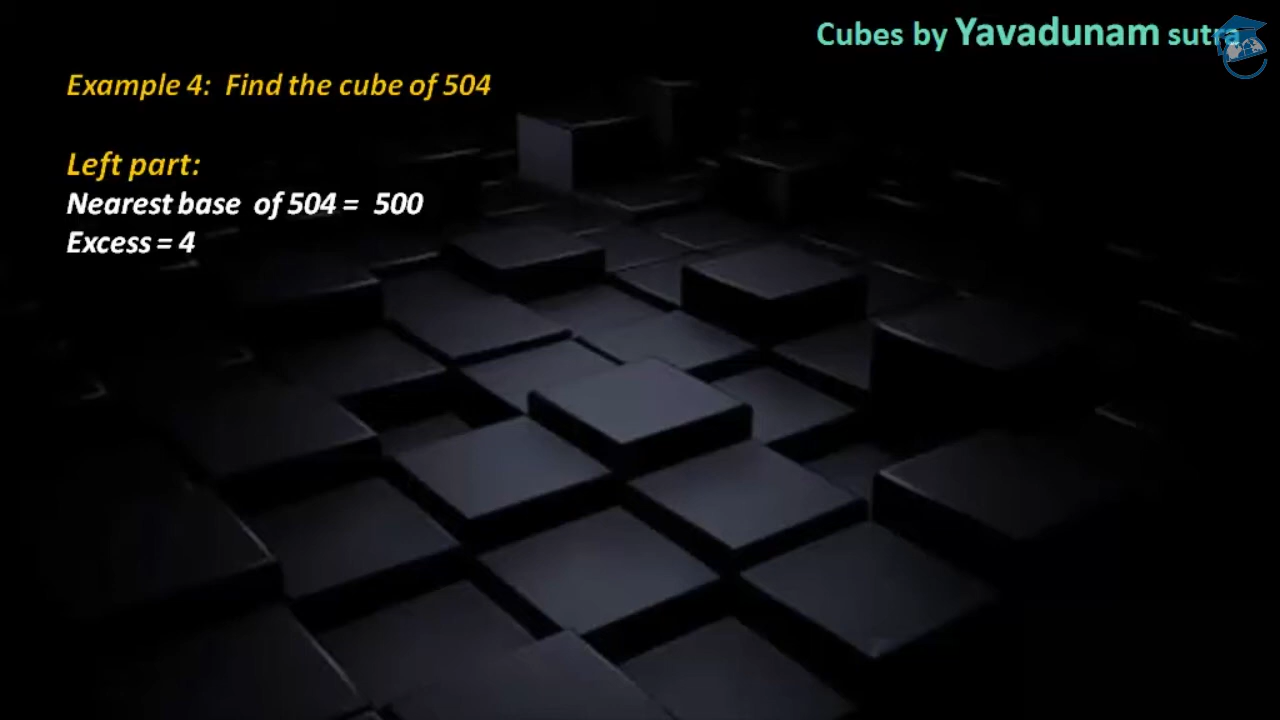 Cubes by Yavadunam sutra
Example 4: Find the cube of 504
Left part:
Nearest base of 504 = 500
Excess = 4